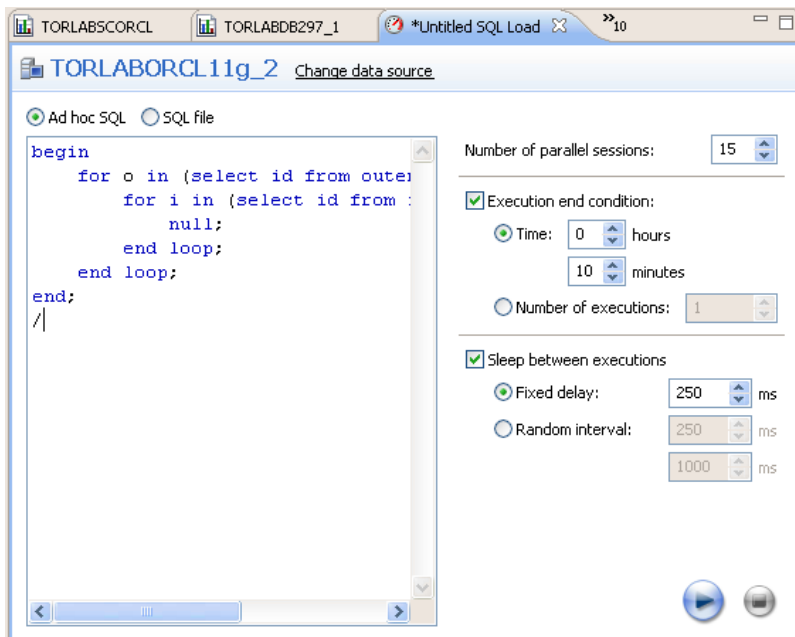 TORLABSCORCL TORLABDB297_1 *Untitled SQL Load »10
TORLABORCL11g_2 Change data source
Ad hoc SQL SQL file
begin
for o in (select id from outer
for i in (select id from
null;
end loop;
end loop;
end;
/
Number of parallel sessions: 15
Execution end condition:
Time: 0 hours
10 minutes
Number of executions: 1
Sleep between executions
Fixed delay: 250 ms
Random interval: 250 ms
1000 ms